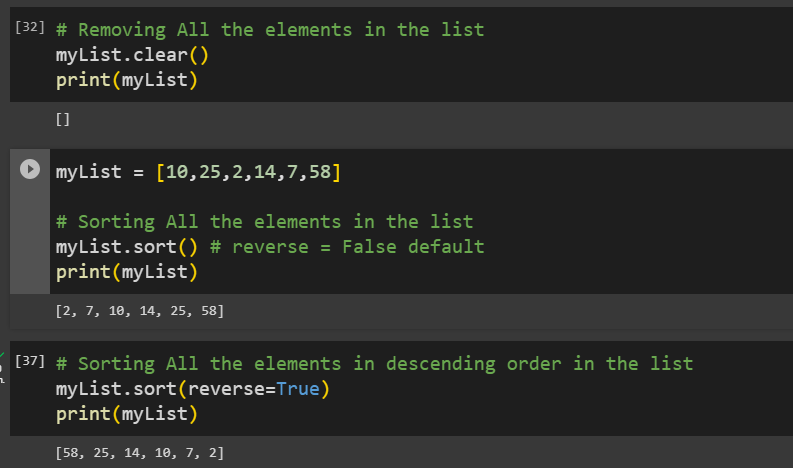 [32] # Removing All the elements in the list
myList.clear()
print(myList)
[]
myList = [10,25,2,14,7,58]
# Sorting All the elements in the list
myList.sort() # reverse = False default
print(myList)
[2, 7, 10, 14, 25, 58]
[37] # Sorting All the elements in descending order in the list
myList.sort(reverse=True)
print(myList)
[58, 25, 14, 10, 7, 2]